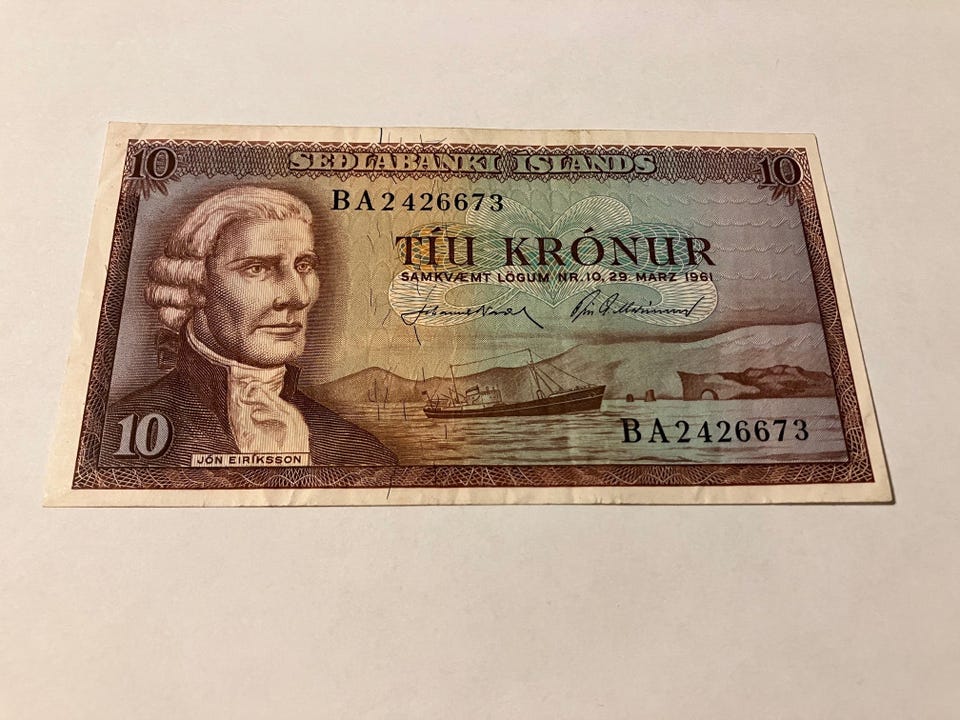 10 SEÐLABANKI ÍSLANDS 10
BA2426673
TÍU KRÓNUR
SAMKVÆMT LÖGUM NR. 10, 29. MARZ 1961
BA2426673
10
JÓN EIRÍKSSON